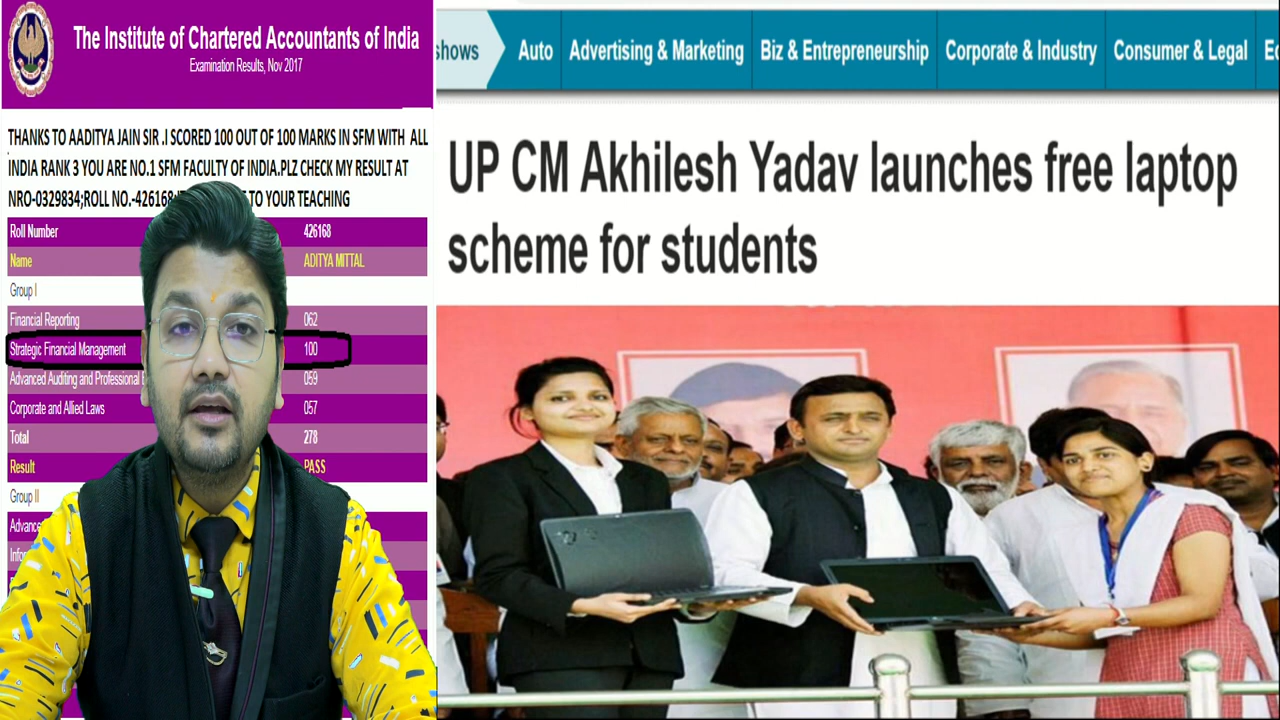 The Institute of Chartered Accountants of India
Examination Results, Nov 2017
THANKS TO AADITYA JAIN SIR .I SCORED 100 OUT OF 100 MARKS IN SFM WITH ALL
INDIA RANK 3 YOU ARE NO.1 SFM FACULTY OF INDIA.PLZ CHECK MY RESULT AT
NRO-0329834;ROLL NO.-426168 TO YOUR TEACHING
Roll Number 426168
Name ADITYA MITTAL
Group I
Financial Reporting 062
Strategic Financial Management 100
Advanced Auditing and Professional 059
Corporate and Allied Laws 057
Total 278
Result PASS
Group II
shows Auto Advertising & Marketing Biz & Entrepreneurship Corporate & Industry Consumer & Legal
UP CM Akhilesh Yadav launches free laptop
scheme for students